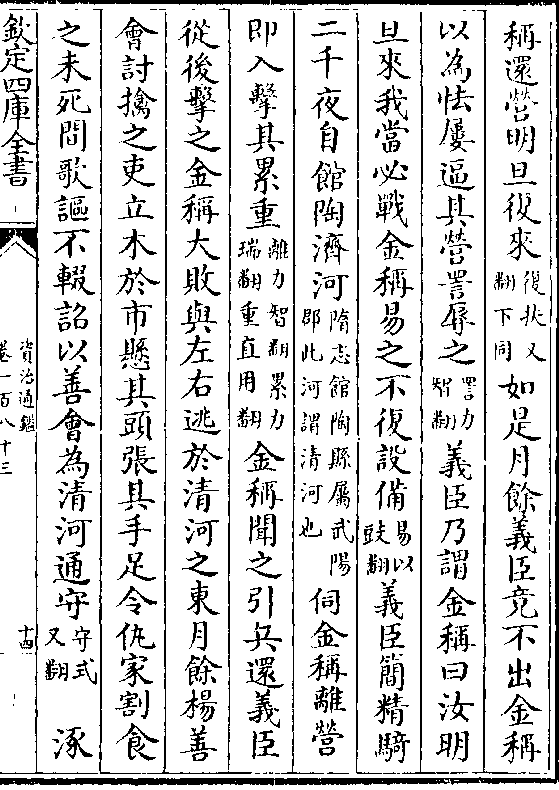 稱還營明旦復來復扶又翻下同如是月餘義臣竟不出金稱
以為怯屢逼其營詈辱之詈力智翻義臣乃謂金稱曰汝明
旦來我當必戰金稱易之不復設備易以豉翻義臣簡精騎
二千夜自館陶濟河隋志館陶縣屬武陽郡此河謂清河也伺金稱離營
即入擊其累重離力智翻累力瑞翻重直用翻金稱聞之引兵還義臣
從後擊之金稱大敗與左右逃於清河之東月餘楊善
會討擒之吏立木於市懸其頭張其手足令仇家割食
之未死間歌謳不輟詔以善會為清河通守守式又翻涿
欽定四庫全書
資治通鑑
卷一百八十三
十四